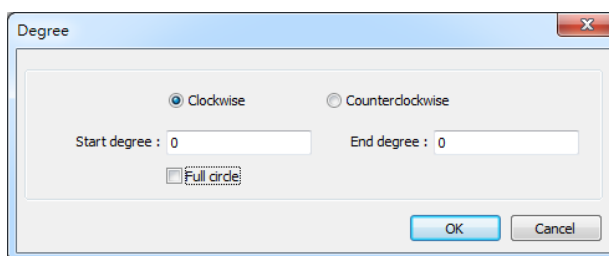 Degree
Clockwise Counterclockwise
Start degree : 0 End degree : 0
Full circle
OK Cancel